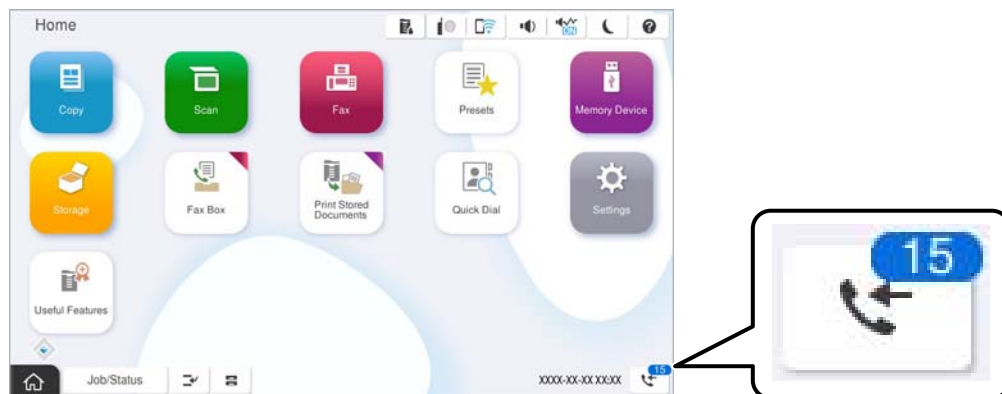 Home
ON
Copy
Scan
Fax
Presets
Memory Device
Storage
Fax Box
Print Stored
Documents
Quick Dial
Settings
Useful Features
Job/Status
XXXX-XX-XX XX:XX
15
15